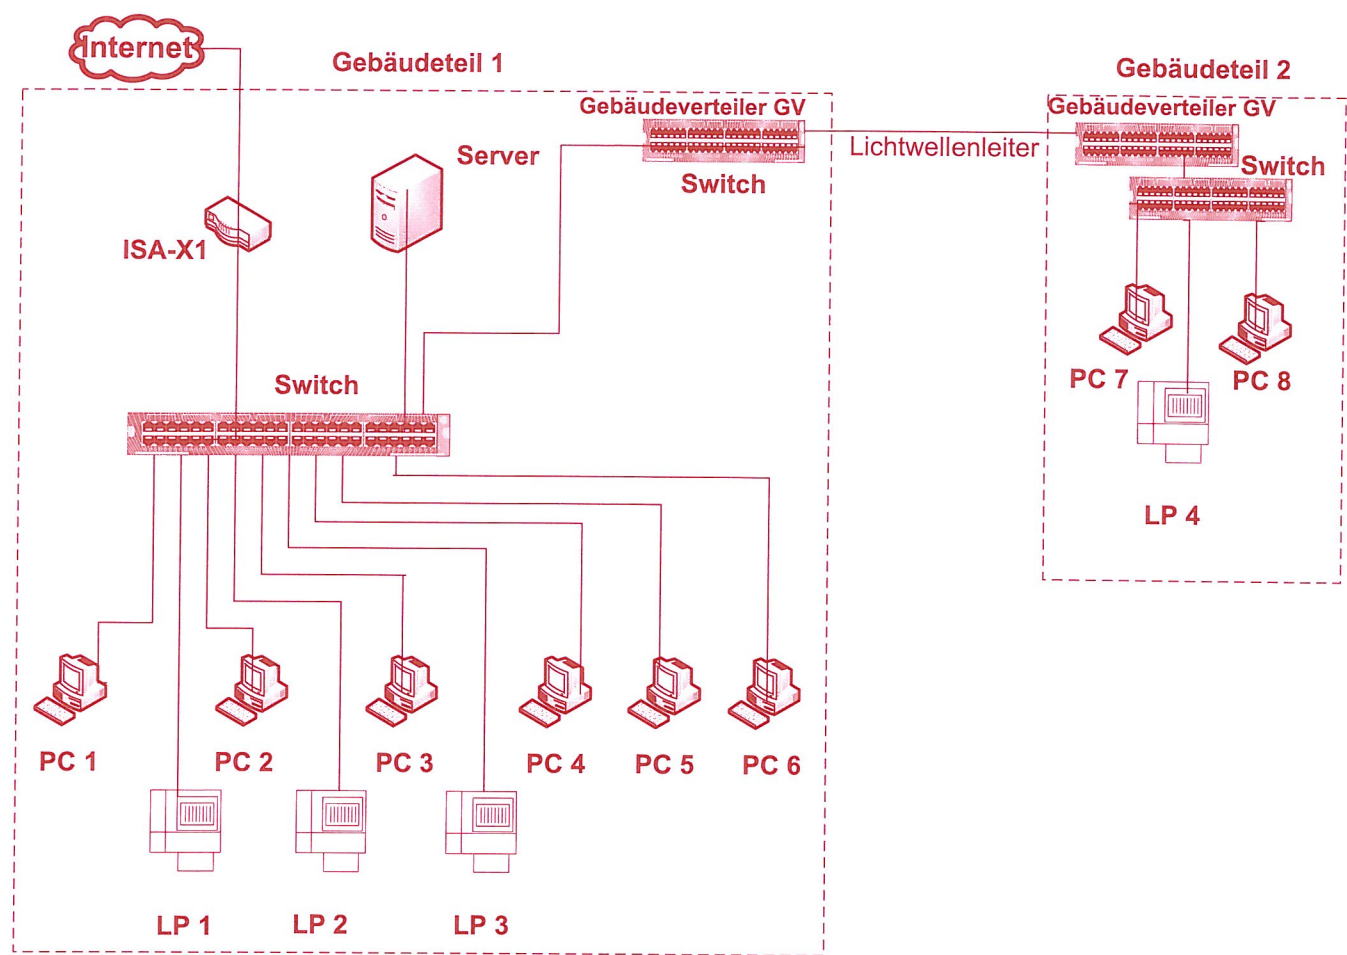 Internet
Gebäudeteil 1
Gebäudeteil 2
Gebäudeverteiler GV
Gebäudeverteiler GV
Lichtwellenleiter
Server
Switch
Switch
ISA-X1
PC 7
PC 8
Switch
LP 4
PC 1
PC 2
PC 3
PC 4
PC 5
PC 6
LP 1
LP 2
LP 3